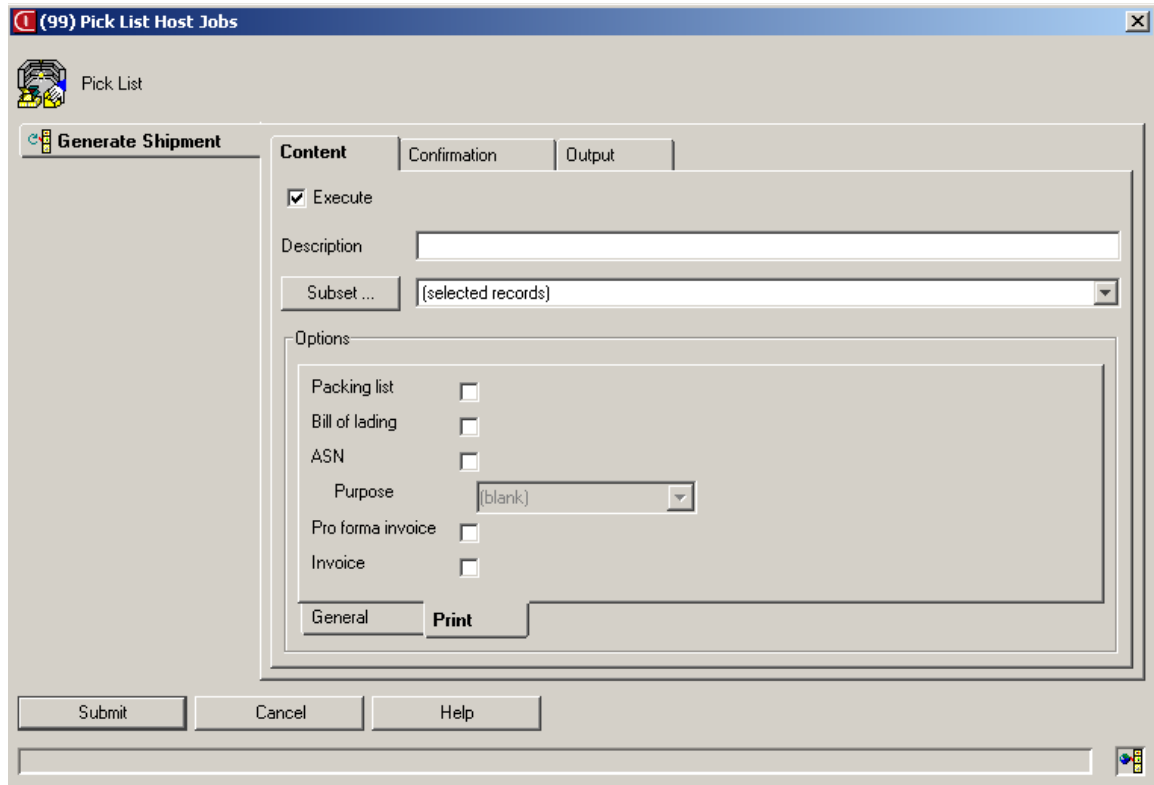 (99) Pick List Host Jobs
Pick List
Generate Shipment
Content Confirmation Output
Execute
Description
Subset ... (selected records)
Options
Packing list
Bill of lading
ASN
Purpose (blank)
Pro forma invoice
Invoice
General Print
Submit Cancel Help